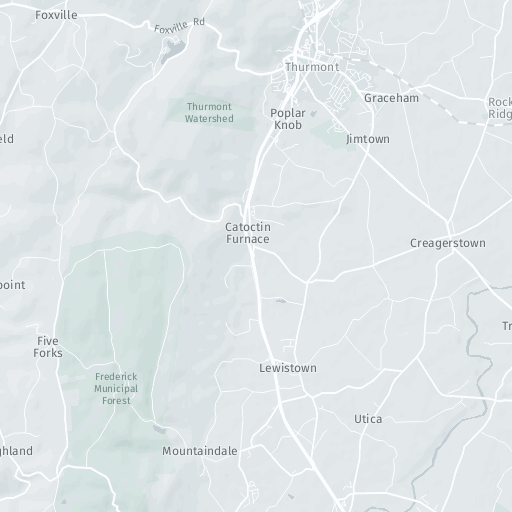 Foxville
Foxville Rd
Thurmont
Graceham
Thurmont
Watershed
Poplar
Knob
Rock
Ridg
Jimtown
eld
Catoctin
Furnace
Creagerstown
point
Five
Forks
Tr
Lewistown
Frederick
Municipal
Forest
Utica
ghland
Mountaindale